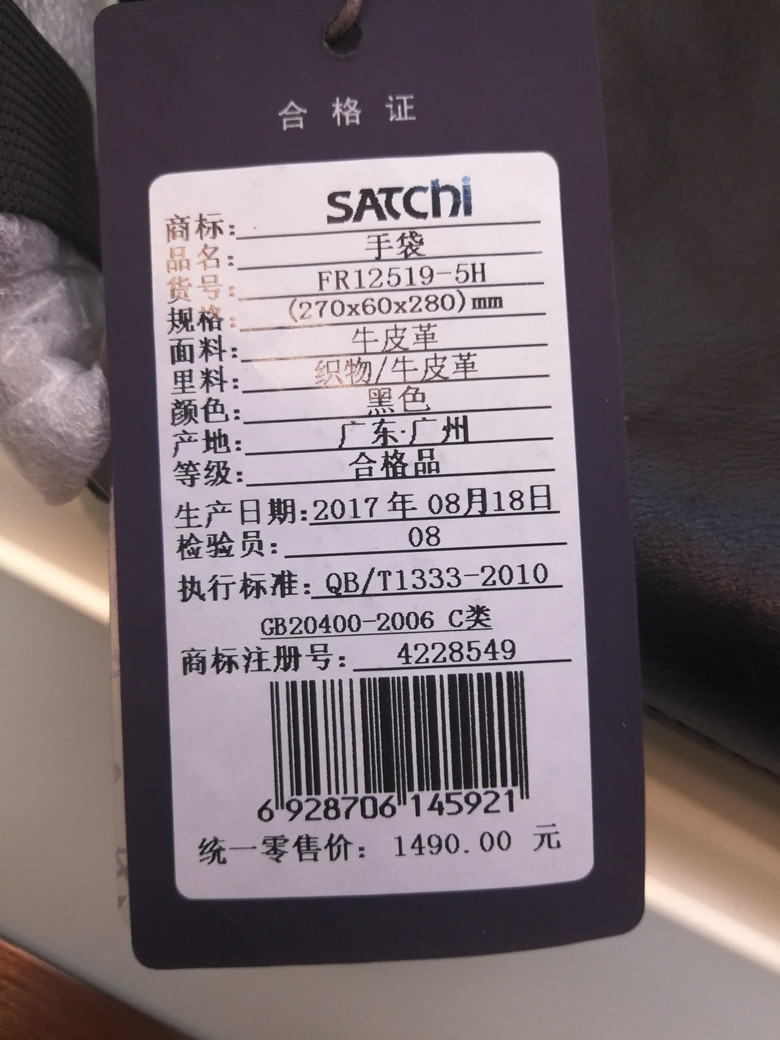 合格证
商标: SATCHi
品名: 手袋
货号: FR12519-5H
规格: (270x60x280)mm
面料: 牛皮革
里料: 织物/牛皮革
颜色: 黑色
产地: 广东·广州
等级: 合格品
生产日期: 2017年08月18日
检验员: 08
执行标准: QB/T1333-2010
GB20400-2006 C类
商标注册号: 4228549
6 928706 145921
统一零售价: 1490.00 元